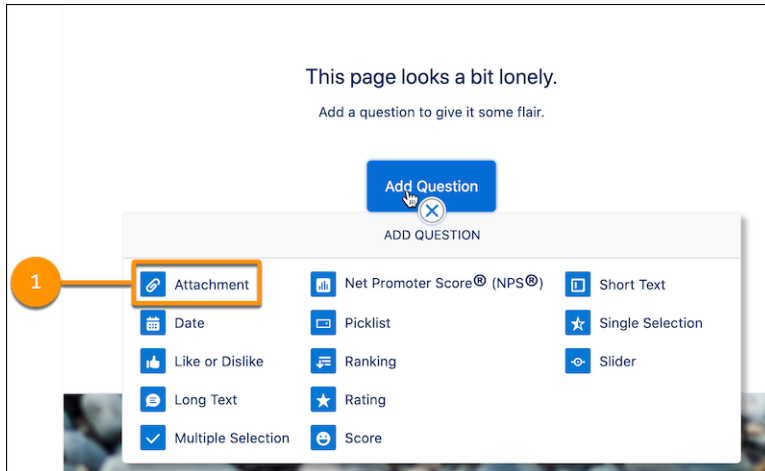 This page looks a bit lonely.
Add a question to give it some flair.
Add Question
ADD QUESTION
1
Attachment
Net Promoter Score® (NPS®)
Short Text
Date
Picklist
Single Selection
Like or Dislike
Ranking
Slider
Long Text
Rating
Multiple Selection
Score